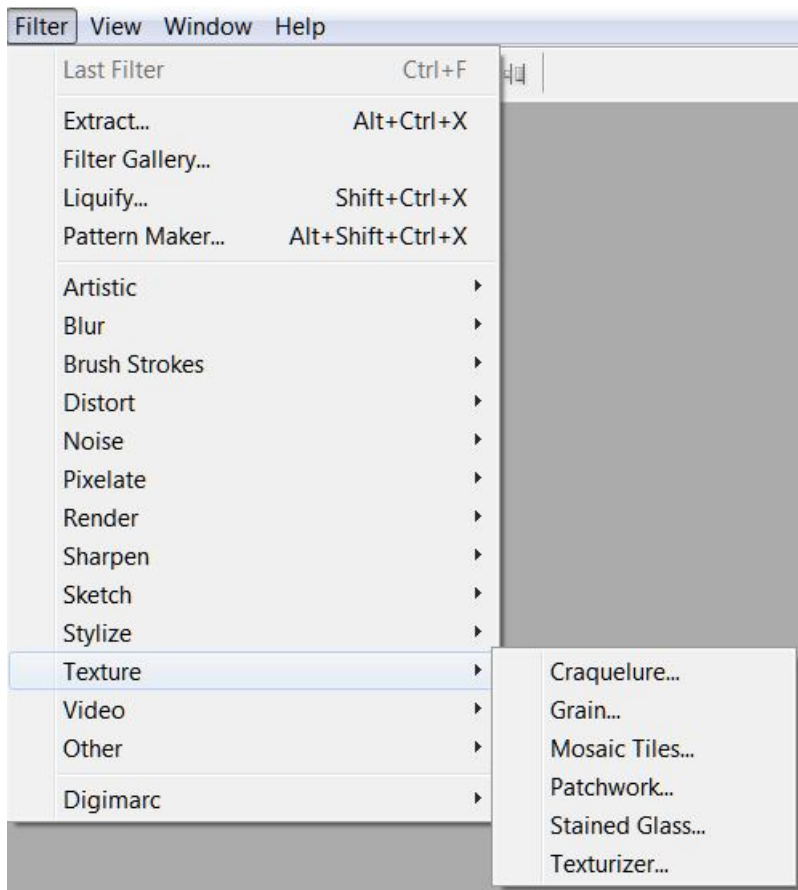 Filter View Window Help
Last Filter Ctrl+F
Extract... Alt+Ctrl+X
Filter Gallery...
Liquify... Shift+Ctrl+X
Pattern Maker... Alt+Shift+Ctrl+X
Artistic
Blur
Brush Strokes
Distort
Noise
Pixelate
Render
Sharpen
Sketch
Stylize
Texture
Video
Other
Digimarc
Craquelure...
Grain...
Mosaic Tiles...
Patchwork...
Stained Glass...
Texturizer...